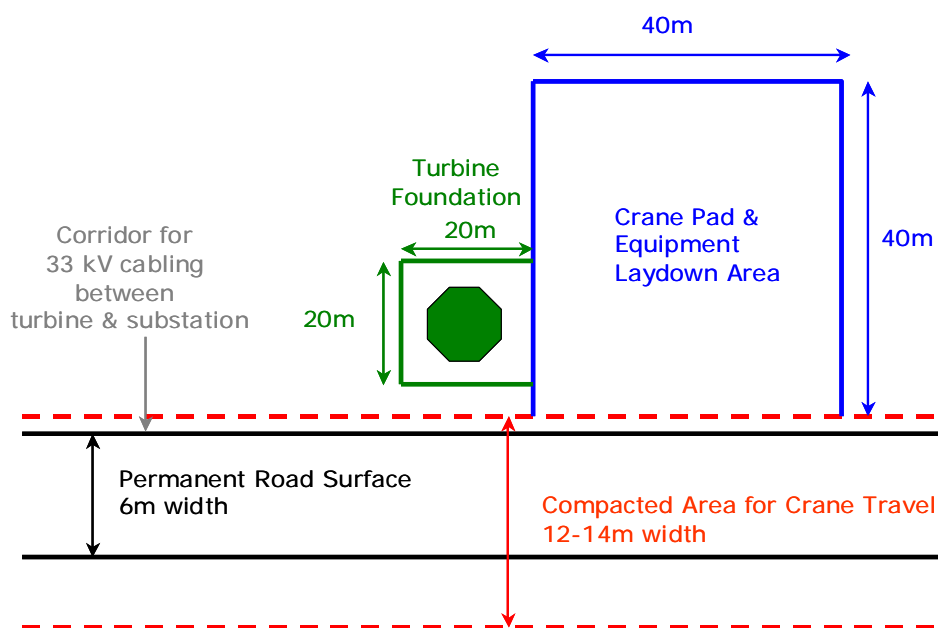 40m
Turbine
Foundation
20m
Corridor for
33 kV cabling
between
turbine & substation
20m
Crane Pad &
Equipment
Laydown Area
40m
Permanent Road Surface
6m width
Compacted Area for Crane Travel
12-14m width